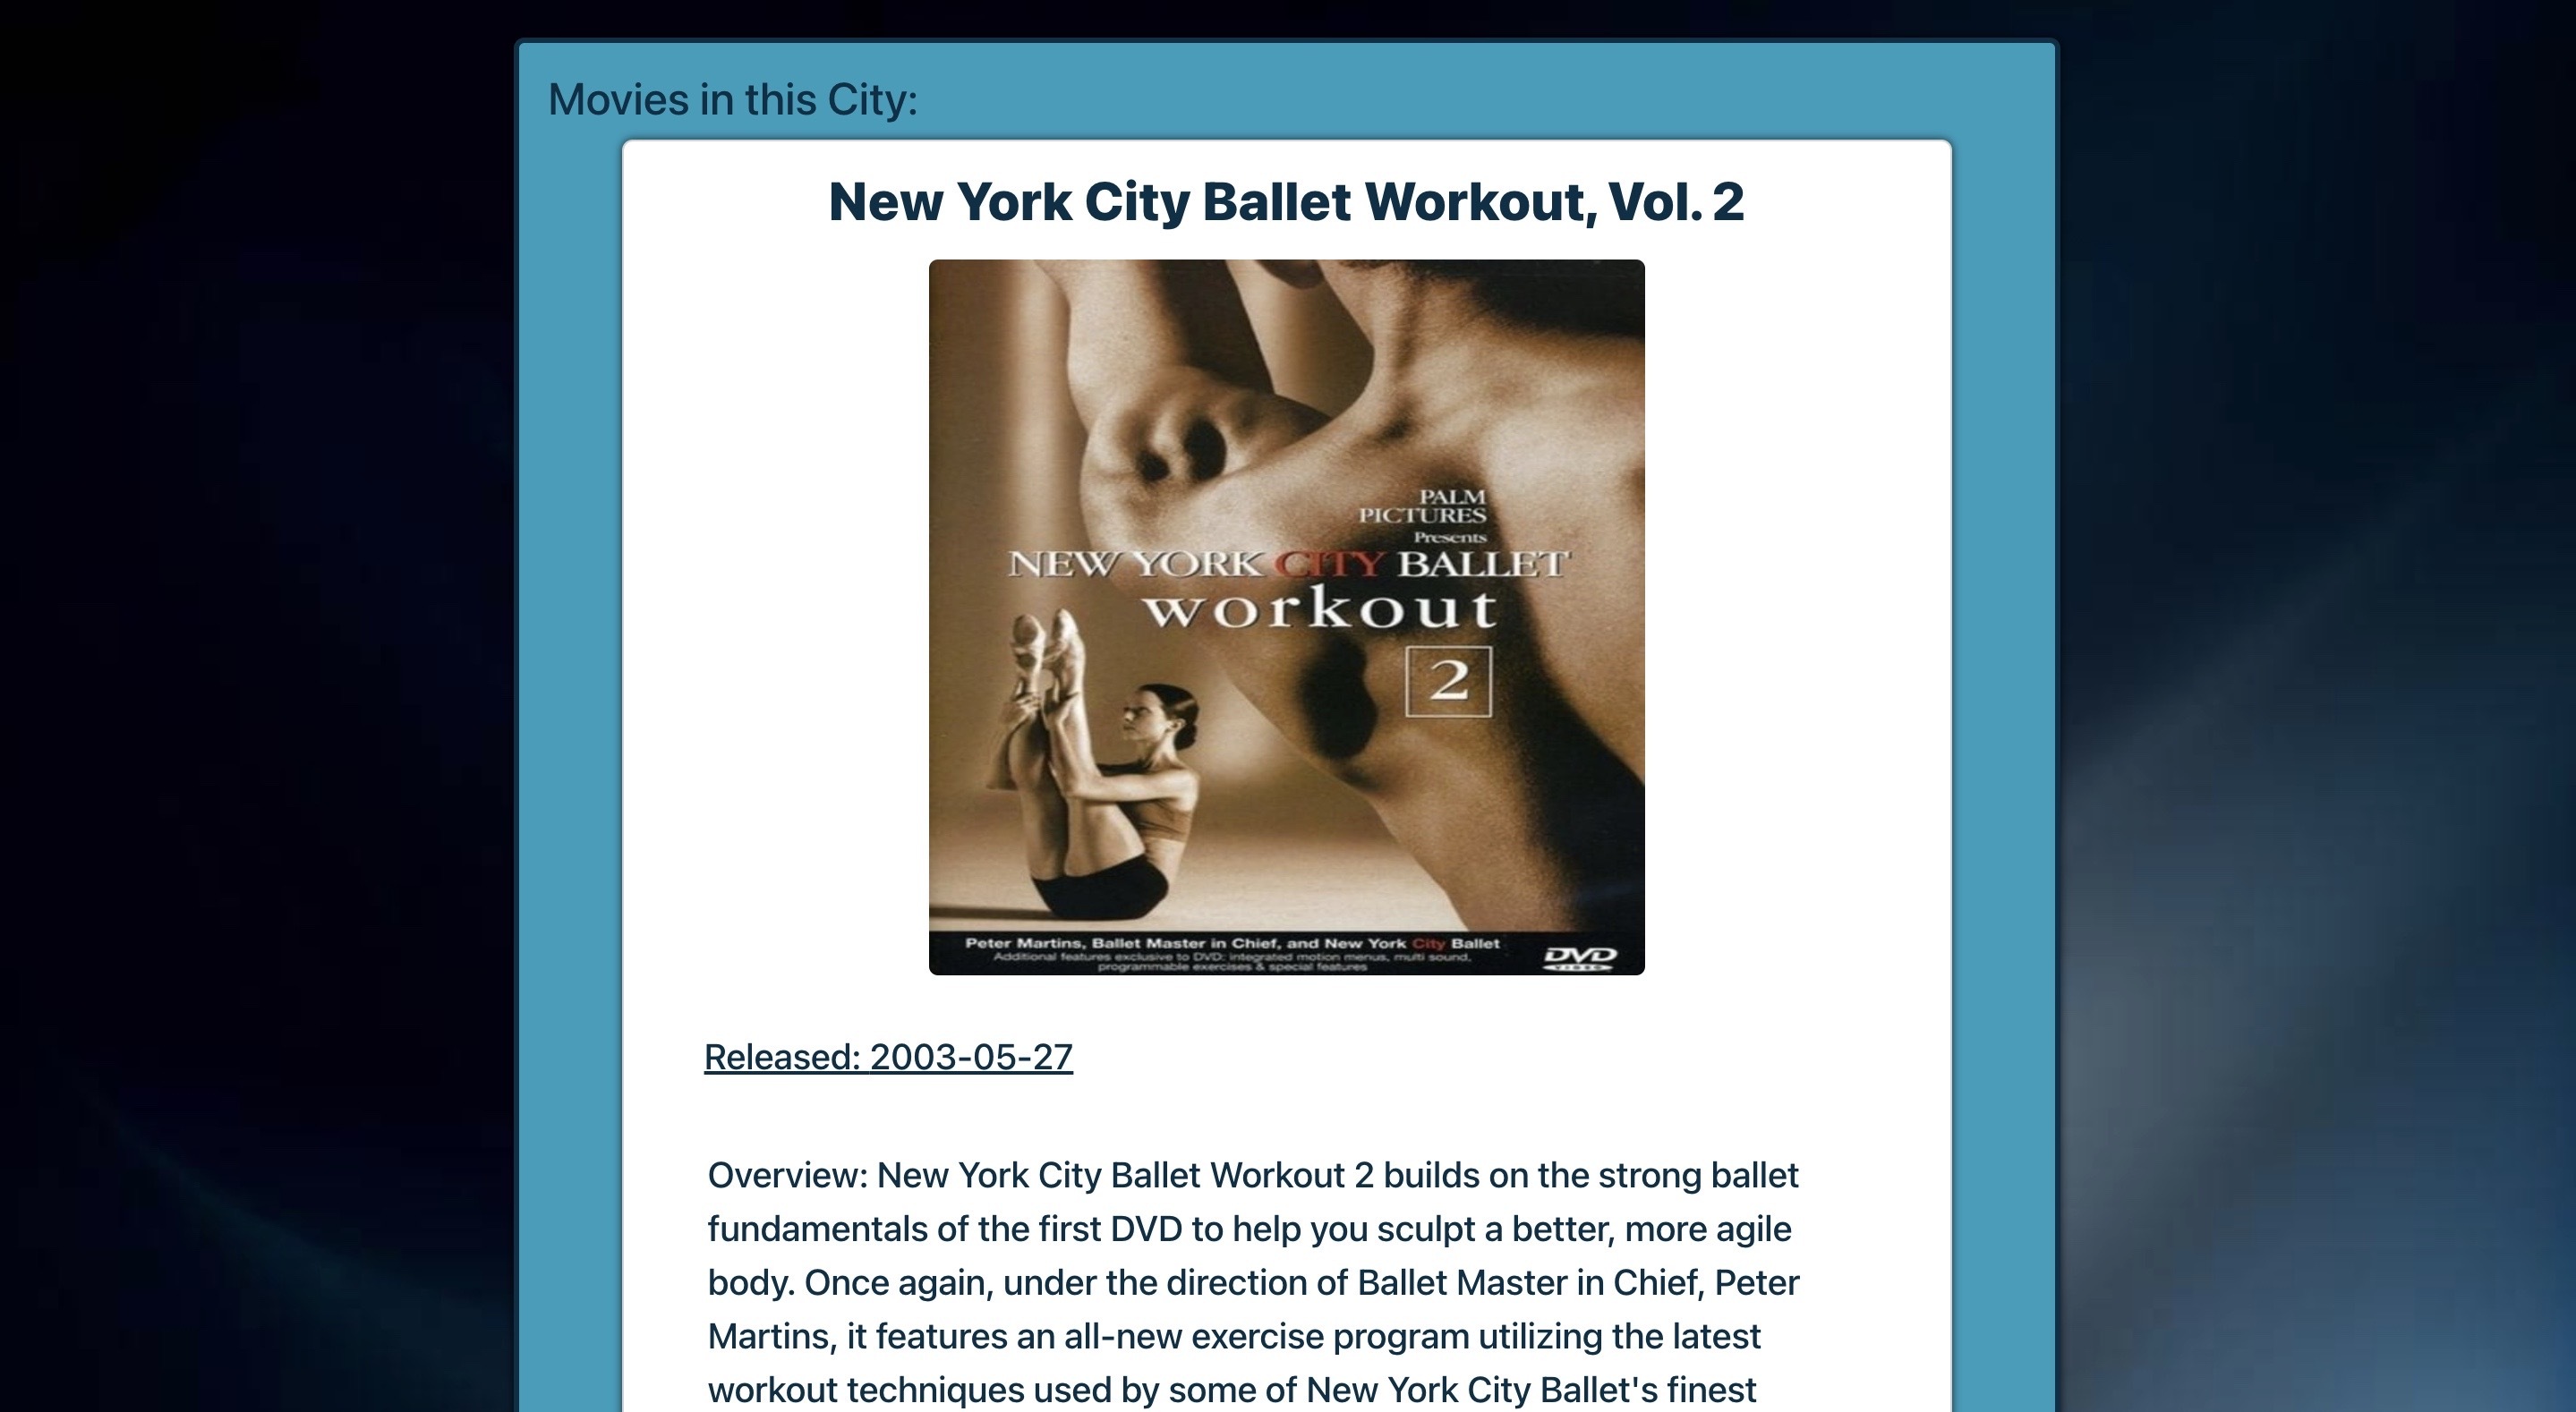 Movies in this City:
New York City Ballet Workout, Vol. 2
PALM
PICTURES
Presents
NEW YORK CITY BALLET
workout
2
Peter Martins, Ballet Master in Chief, and New York City Ballet
Additional features exclusive to DVD: integrated motion menus, multi sound,
programmable exercises & special features
DVD
VIDEO
Released: 2003-05-27
Overview: New York City Ballet Workout 2 builds on the strong ballet
fundamentals of the first DVD to help you sculpt a better, more agile
body. Once again, under the direction of Ballet Master in Chief, Peter
Martins, it features an all-new exercise program utilizing the latest
workout techniques used by some of New York City Ballet's finest